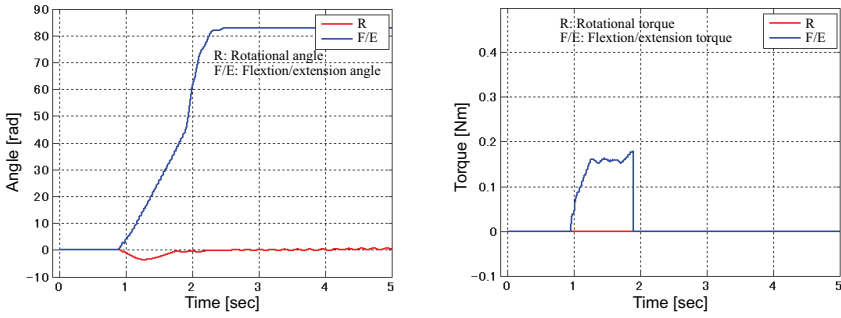 90
80
70
60
50
40
30
20
10
0
−10
Angle [rad]
0 1 2 3 4 5
Time [sec]
R
F/E
R: Rotational angle
F/E: Flextion/extension angle
0.5
0.4
0.3
0.2
0.1
0
−0.1
Torque [Nm]
0 1 2 3 4 5
Time [sec]
R: Rotational torque
F/E: Flextion/extension torque
R
F/E